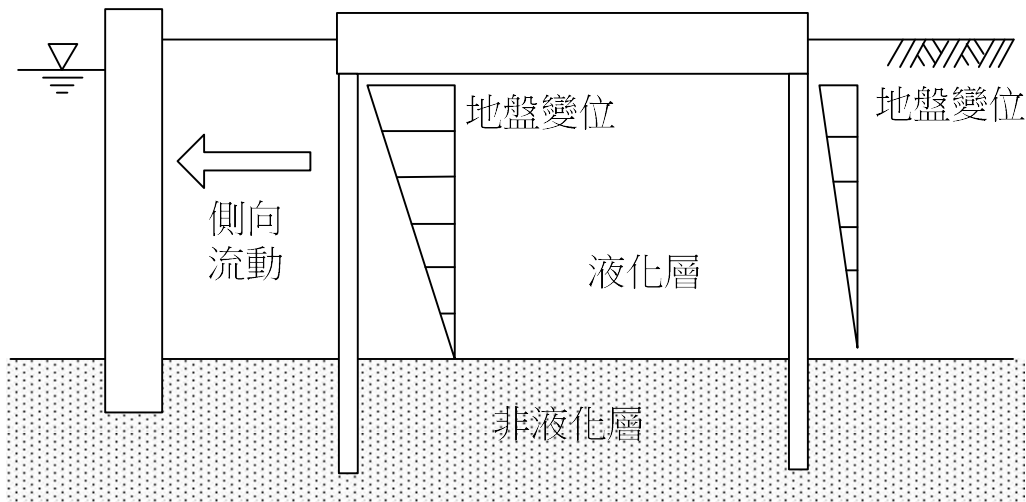 地盤變位
地盤變位
側向
流動
液化層
非液化層